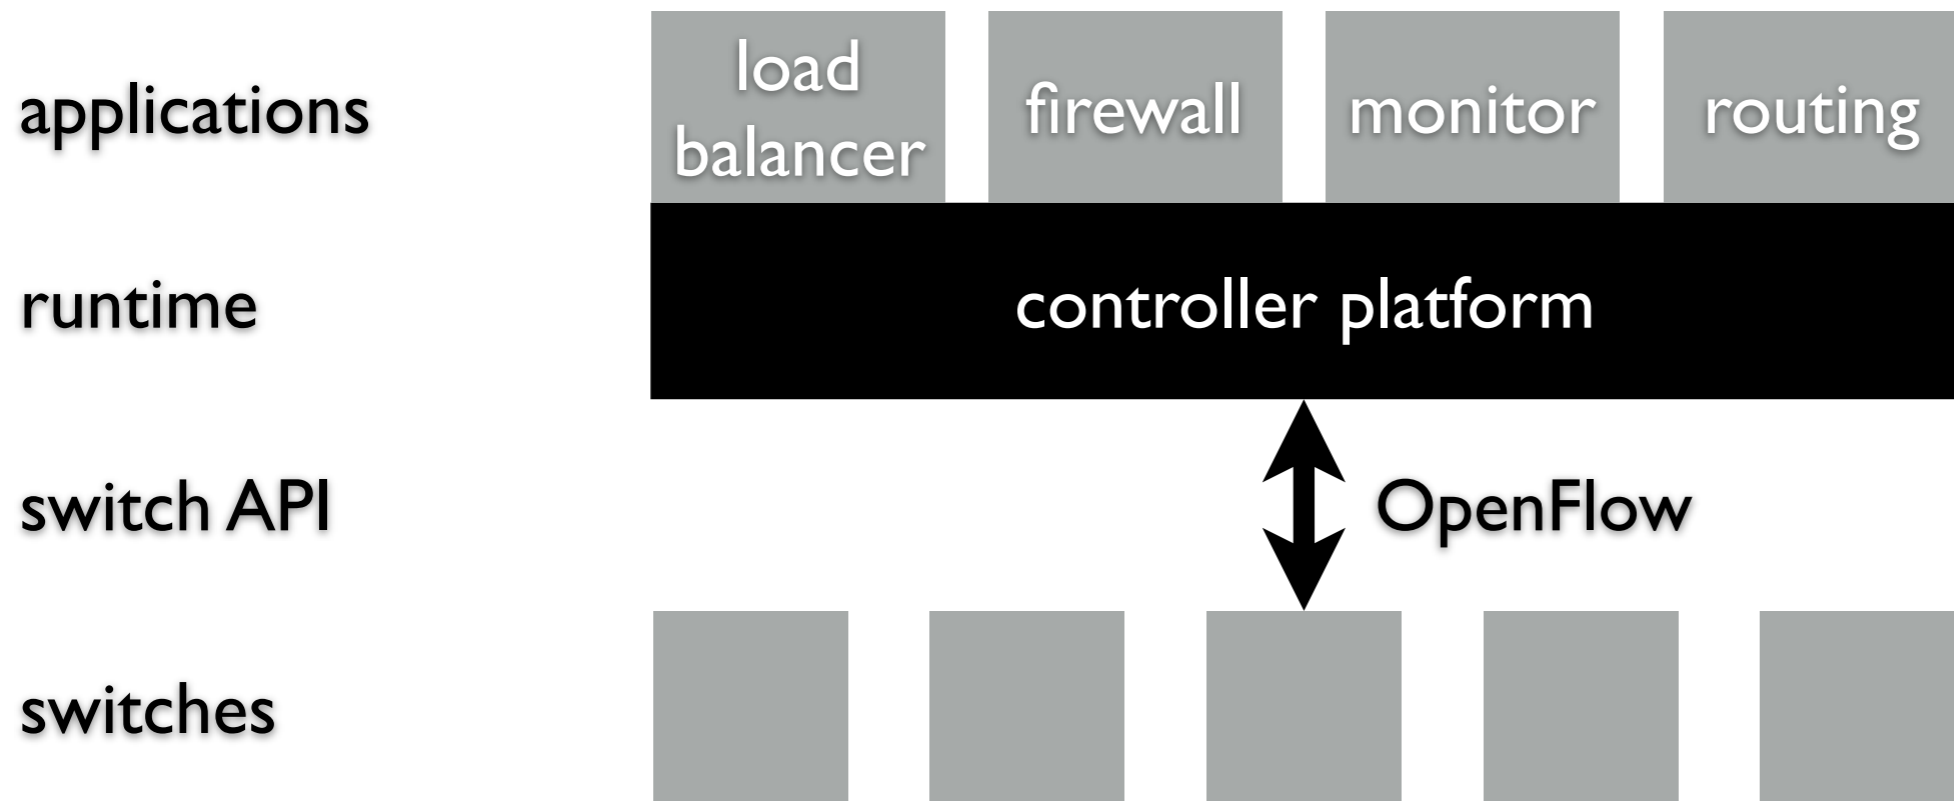 applications
load
balancer
firewall
monitor
routing
runtime
controller platform
switch API
OpenFlow
switches